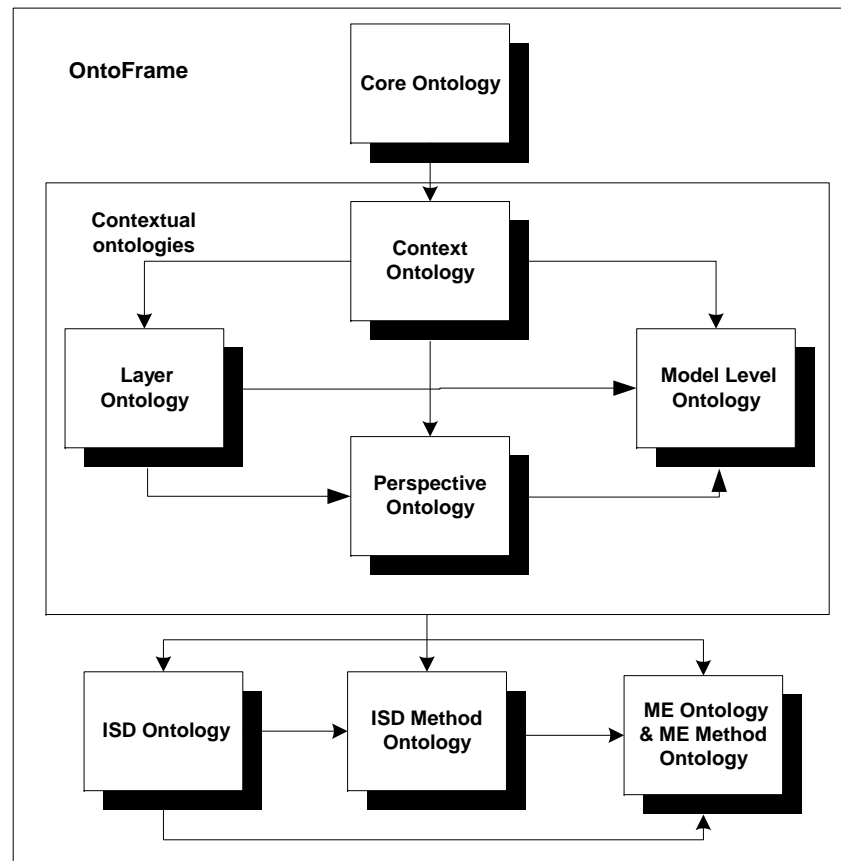 OntoFrame
Core Ontology
Contextual
ontologies
Context
Ontology
Layer
Ontology
Model Level
Ontology
Perspective
Ontology
ISD Ontology
ISD Method
Ontology
ME Ontology
& ME Method
Ontology